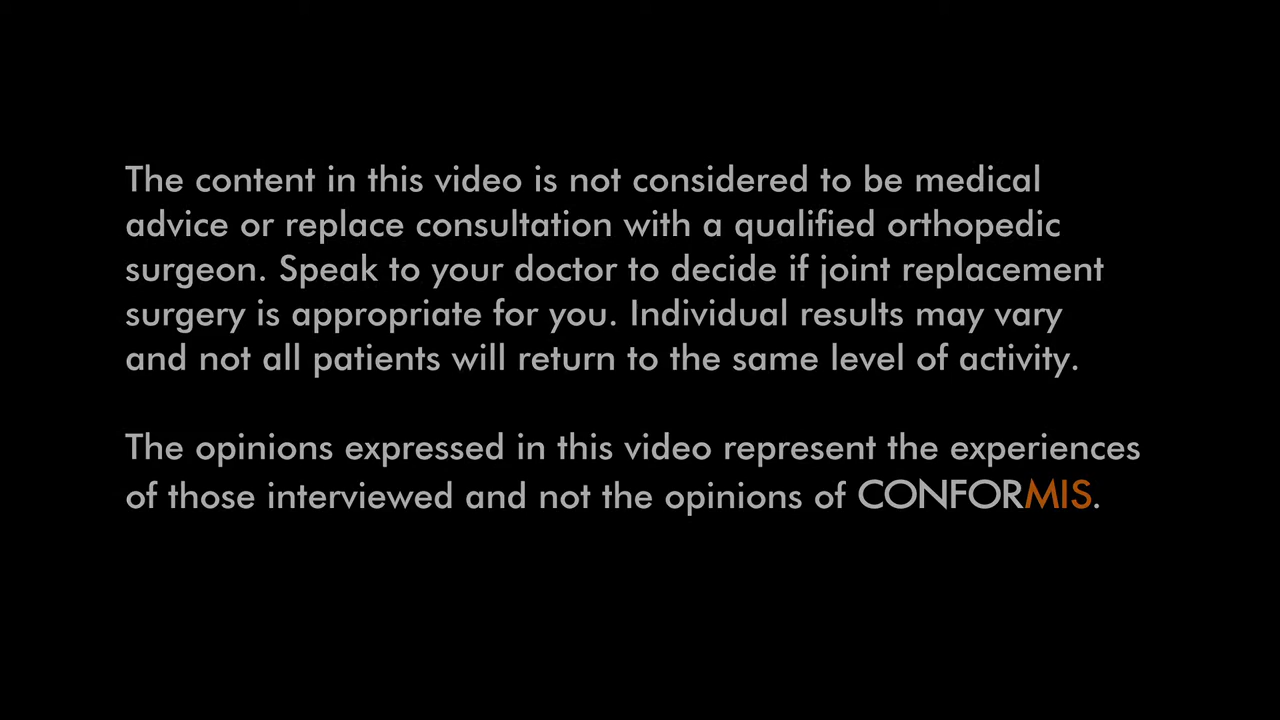 The content in this video is not considered to be medical
advice or replace consultation with a qualified orthopedic
surgeon. Speak to your doctor to decide if joint replacement
surgery is appropriate for you. Individual results may vary
and not all patients will return to the same level of activity.
The opinions expressed in this video represent the experiences
of those interviewed and not the opinions of CONFORMIS.